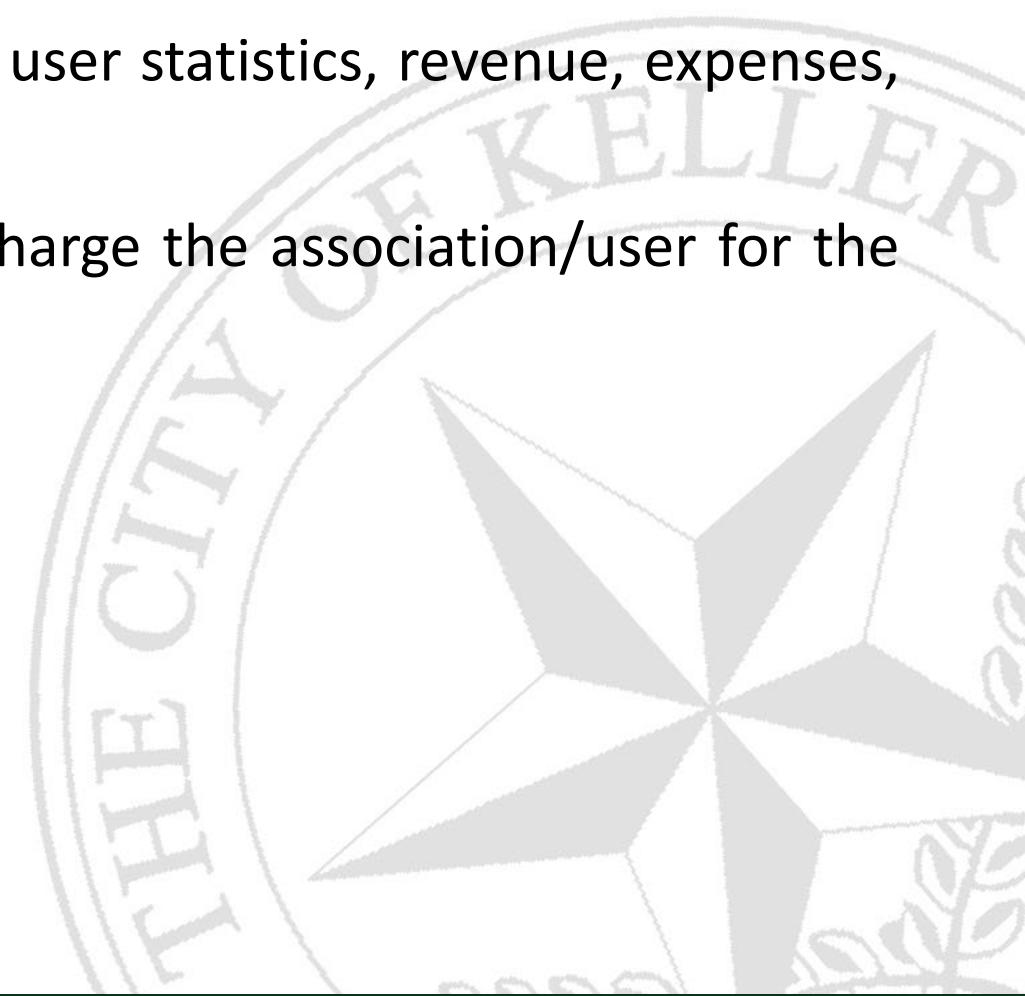 user statistics, revenue, expenses,
harge the association/user for the
THE CITY OF KELLER